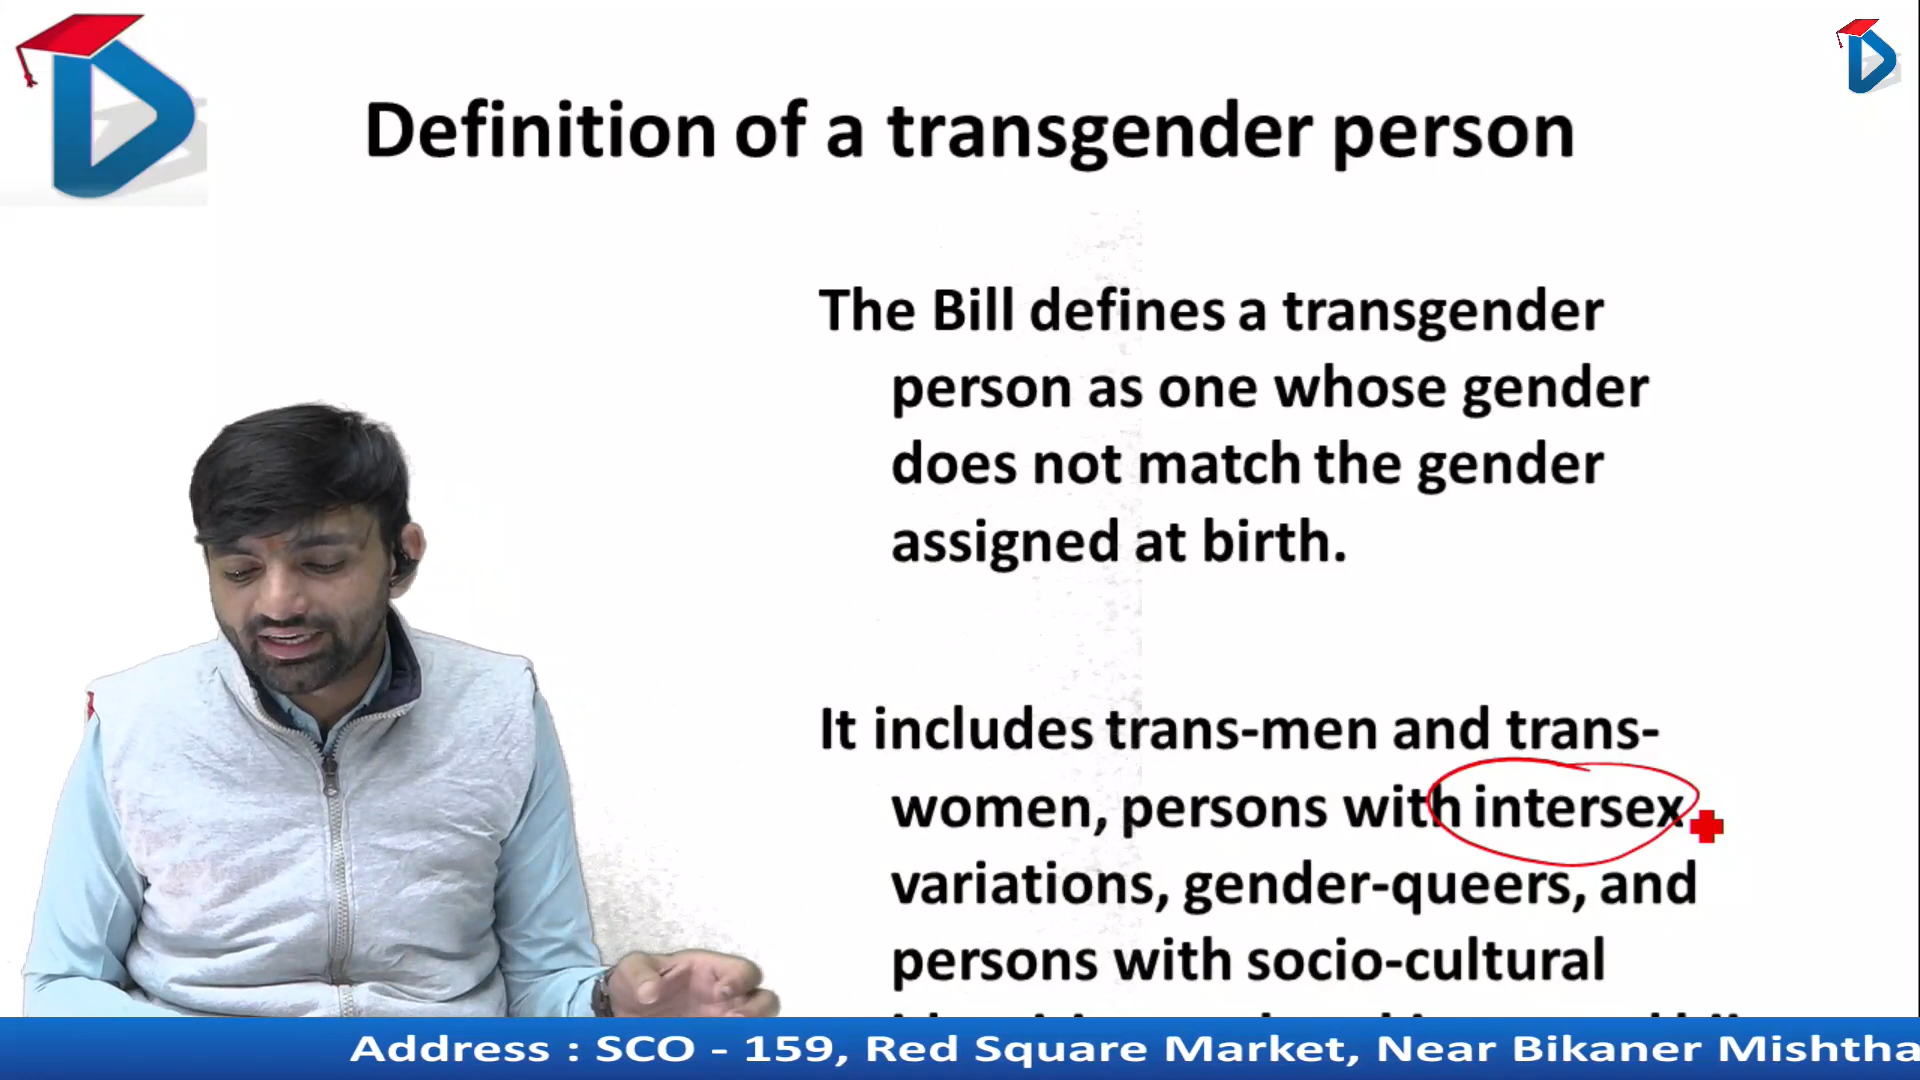 Definition of a transgender person
The Bill defines a transgender
person as one whose gender
does not match the gender
assigned at birth.
It includes trans-men and trans-
women, persons with intersex
variations, gender-queers, and
persons with socio-cultural
Address : SCO - 159, Red Square Market, Near Bikaner Mishtha